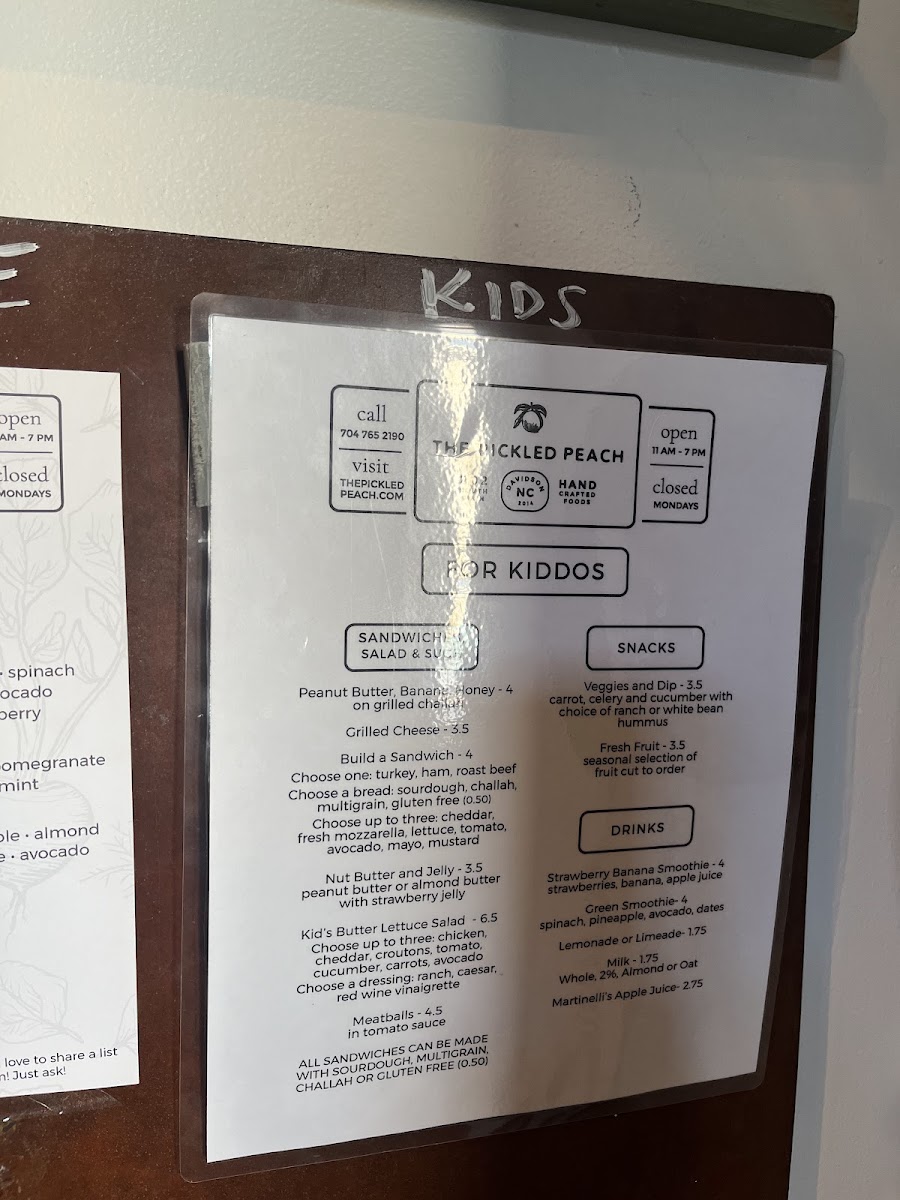 E
KIDS
open
AM - 7 PM
closed
MONDAYS
• spinach
ocado
berry
omegranate
mint
ple • almond
e • avocado
love to share a list
n! Just ask!
call
704 765 2190
visit
THEPICKLED
PEACH.COM
THE PICKLED PEACH
DAVIDSON
NC
2014
HAND
CRAFTED
FOODS
open
11 AM - 7 PM
closed
MONDAYS
FOR KIDDOS
SANDWICHES
SALAD & SUCH
Peanut Butter, Banana, Honey - 4
on grilled challah
Grilled Cheese - 3.5
Build a Sandwich - 4
Choose one: turkey, ham, roast beef
Choose a bread: sourdough, challah,
multigrain, gluten free (0.50)
Choose up to three: cheddar,
fresh mozzarella, lettuce, tomato,
avocado, mayo, mustard
Nut Butter and Jelly - 3.5
peanut butter or almond butter
with strawberry jelly
Kid's Butter Lettuce Salad - 6.5
Choose up to three: chicken,
cheddar, croutons, tomato,
cucumber, carrots, avocado
Choose a dressing: ranch, caesar,
red wine vinaigrette
Meatballs - 4.5
in tomato sauce
ALL SANDWICHES CAN BE MADE
WITH SOURDOUGH, MULTIGRAIN,
CHALLAH OR GLUTEN FREE (0.50)
SNACKS
Veggies and Dip - 3.5
carrot, celery and cucumber with
choice of ranch or white bean
hummus
Fresh Fruit - 3.5
seasonal selection of
fruit cut to order
DRINKS
Strawberry Banana Smoothie - 4
strawberries, banana, apple juice
Green Smoothie- 4
spinach, pineapple, avocado, dates
Lemonade or Limeade- 1.75
Milk - 1.75
Whole, 2%, Almond or Oat
Martinelli's Apple Juice- 2.75